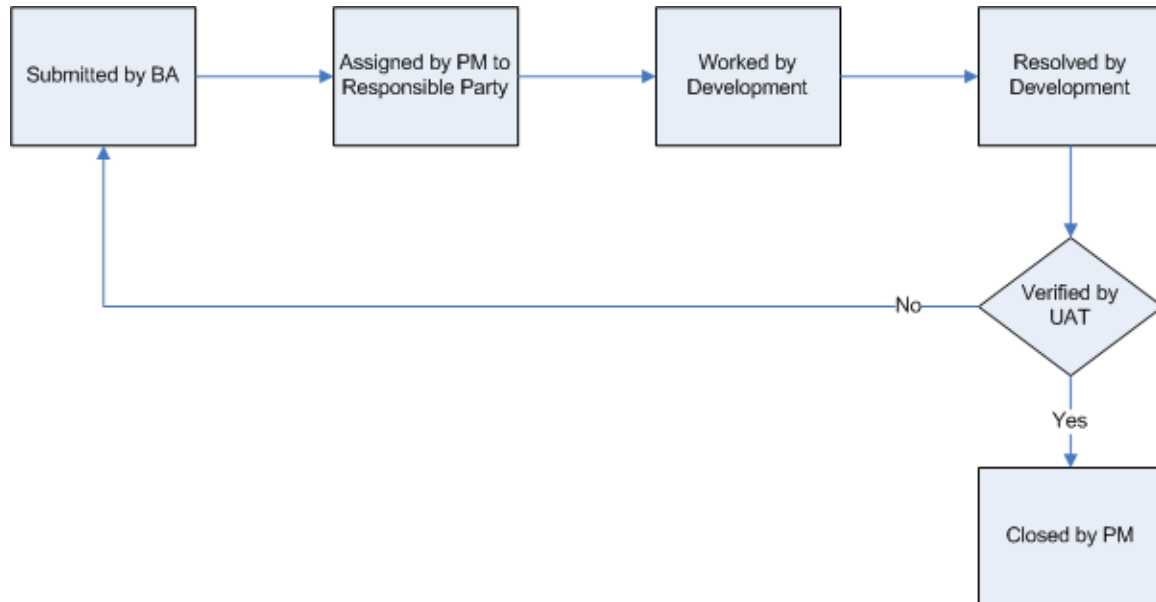 Submitted by BA
Assigned by PM to
Responsible Party
Worked by
Development
Resolved by
Development
Verified by
UAT
No
Yes
Closed by PM